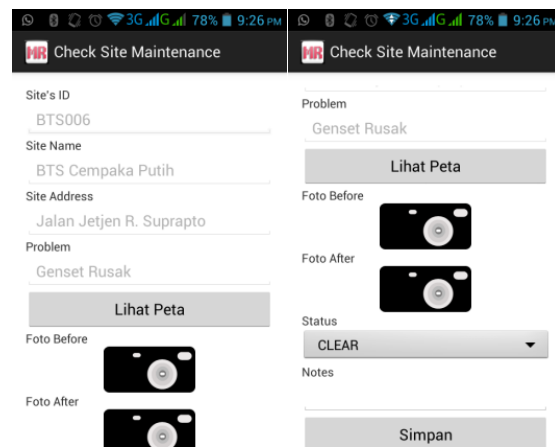 3G G 78% 9:26 PM
MR Check Site Maintenance
Site's ID
BTS006
Site Name
BTS Cempaka Putih
Site Address
Jalan Jetjen R. Suprapto
Problem
Genset Rusak
Lihat Peta
Foto Before
Foto After
3G G 78% 9:26 PM
MR Check Site Maintenance
Problem
Genset Rusak
Lihat Peta
Foto Before
Foto After
Status
CLEAR
Notes
Simpan